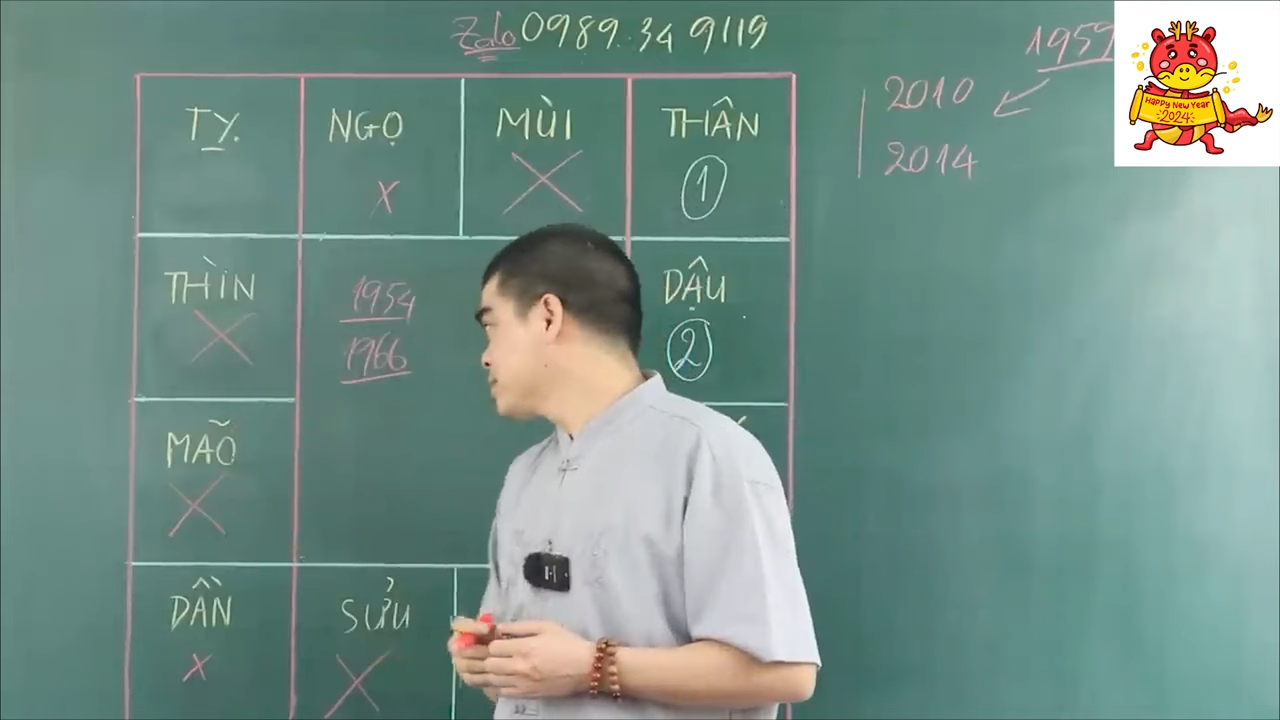 Zalo 0989.34 9119
1959
2010
2014
TỴ NGỌ MÙI THÂN
X X 1
THÌN 1954 DẬU
X 1966 2
MÃO
X
DẦN SỬU
X X
Happy New Year
2024
H